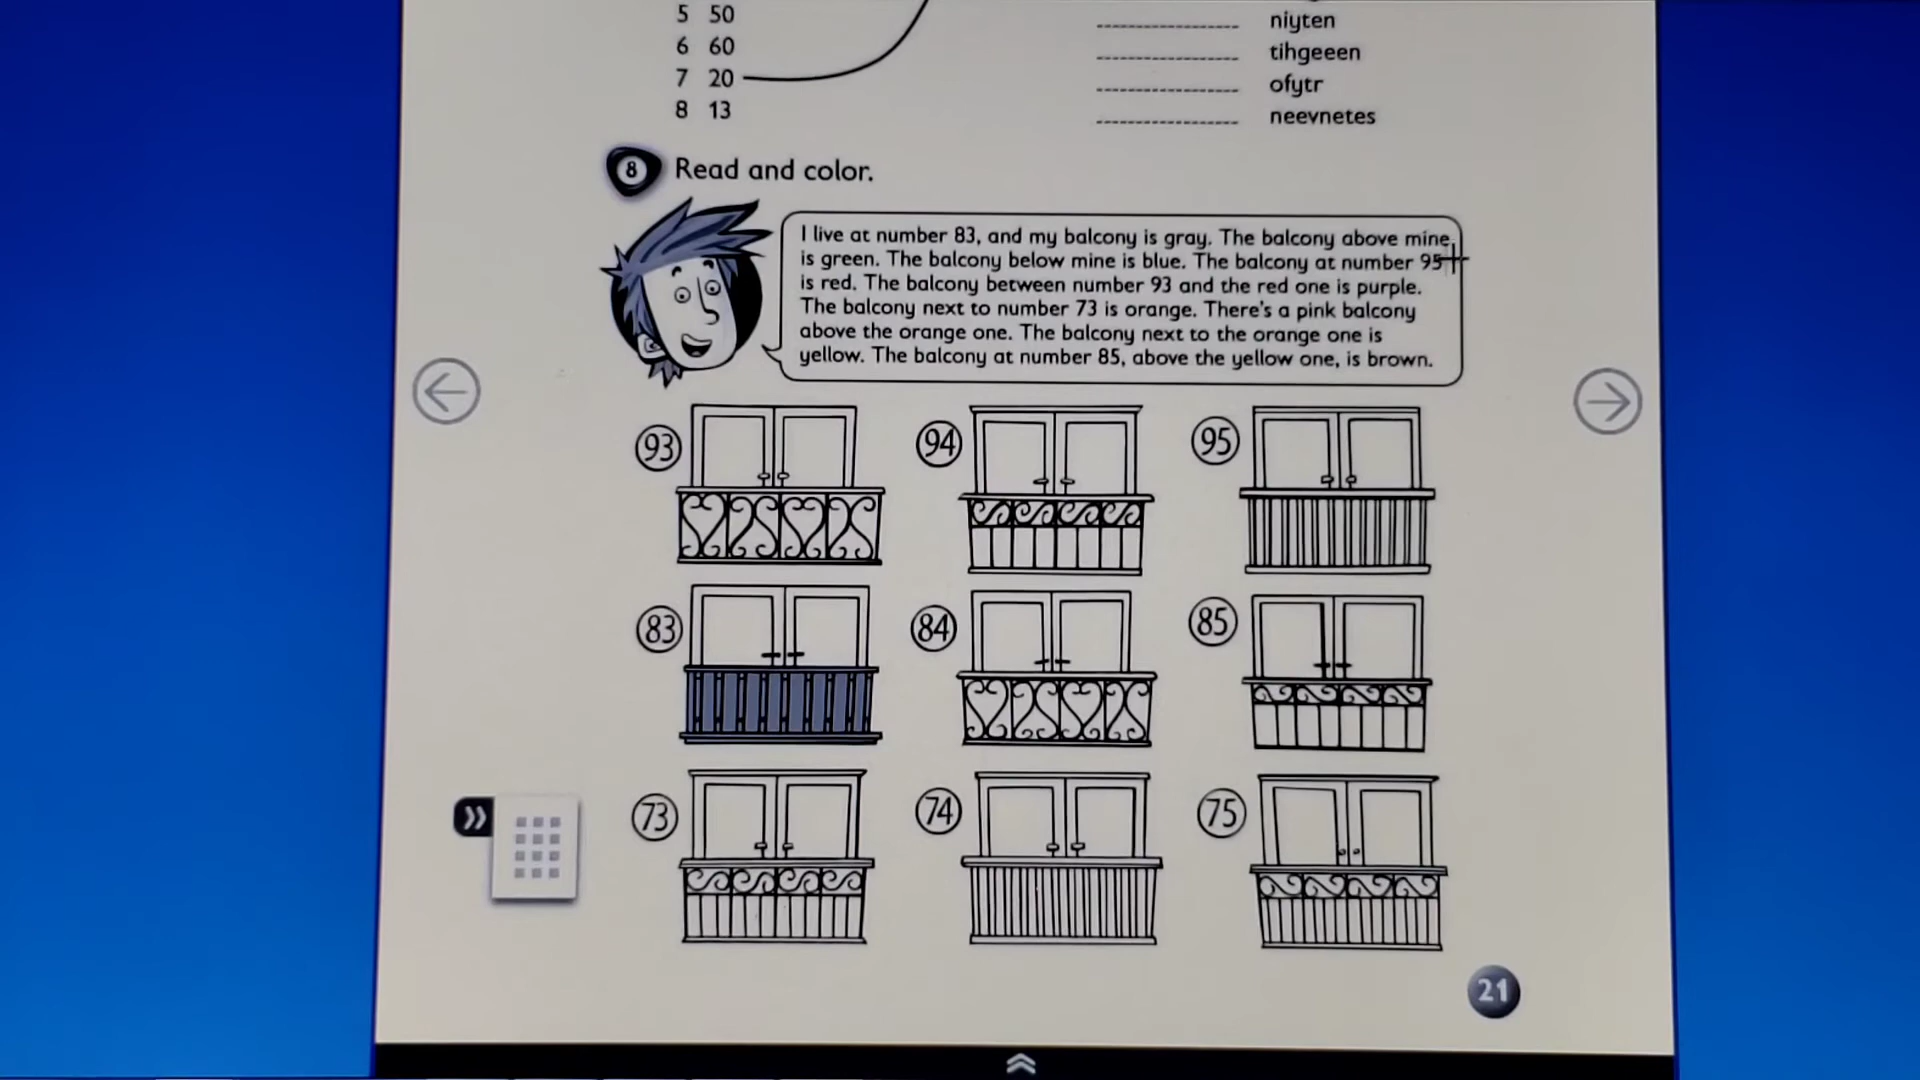 5 50
6 60
7 20
8 13
niyten
tihgeeen
ofytr
neevnetes
8 Read and color.
I live at number 83, and my balcony is gray. The balcony above mine
is green. The balcony below mine is blue. The balcony at number 95
is red. The balcony between number 93 and the red one is purple.
The balcony next to number 73 is orange. There's a pink balcony
above the orange one. The balcony next to the orange one is
yellow. The balcony at number 85, above the yellow one, is brown.
93 94 95
83 84 85
73 74 75
21